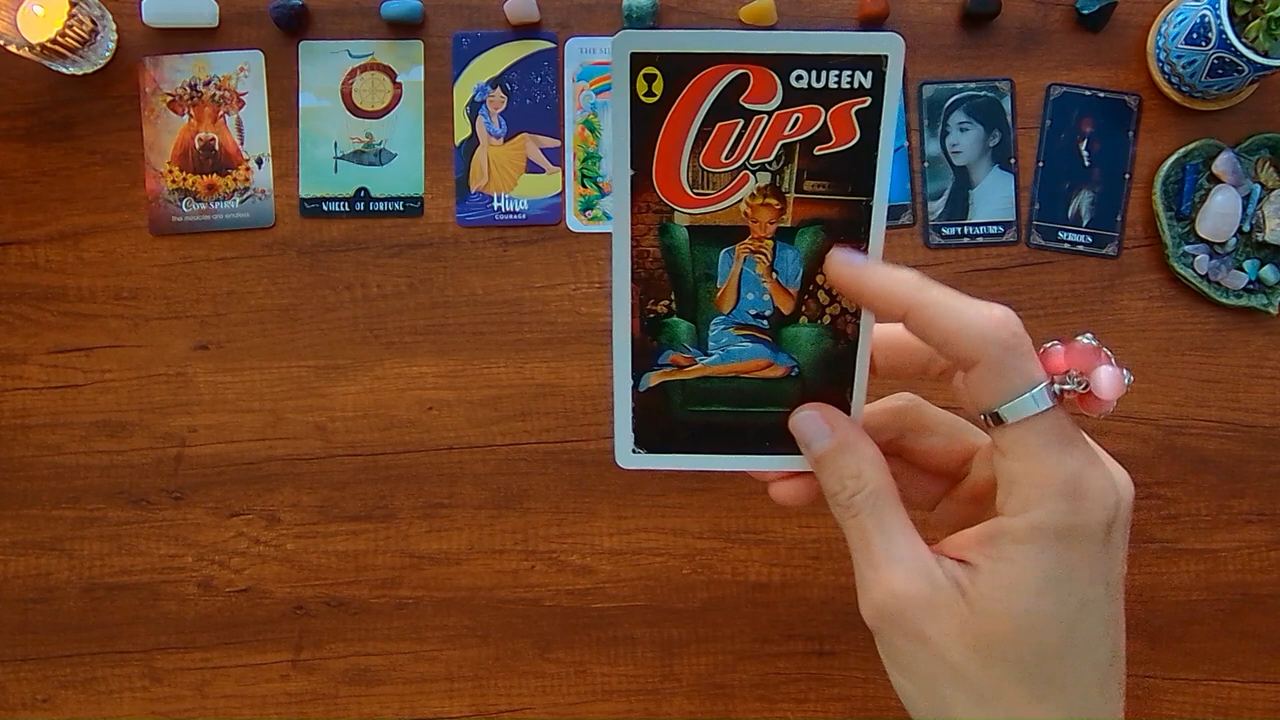 QUEEN
CUPS
COW SPIRIT
The miracles are endless.
WHEEL OF FORTUNE
Hina
COURAGE
SOFT FEATURES
SERIOUS